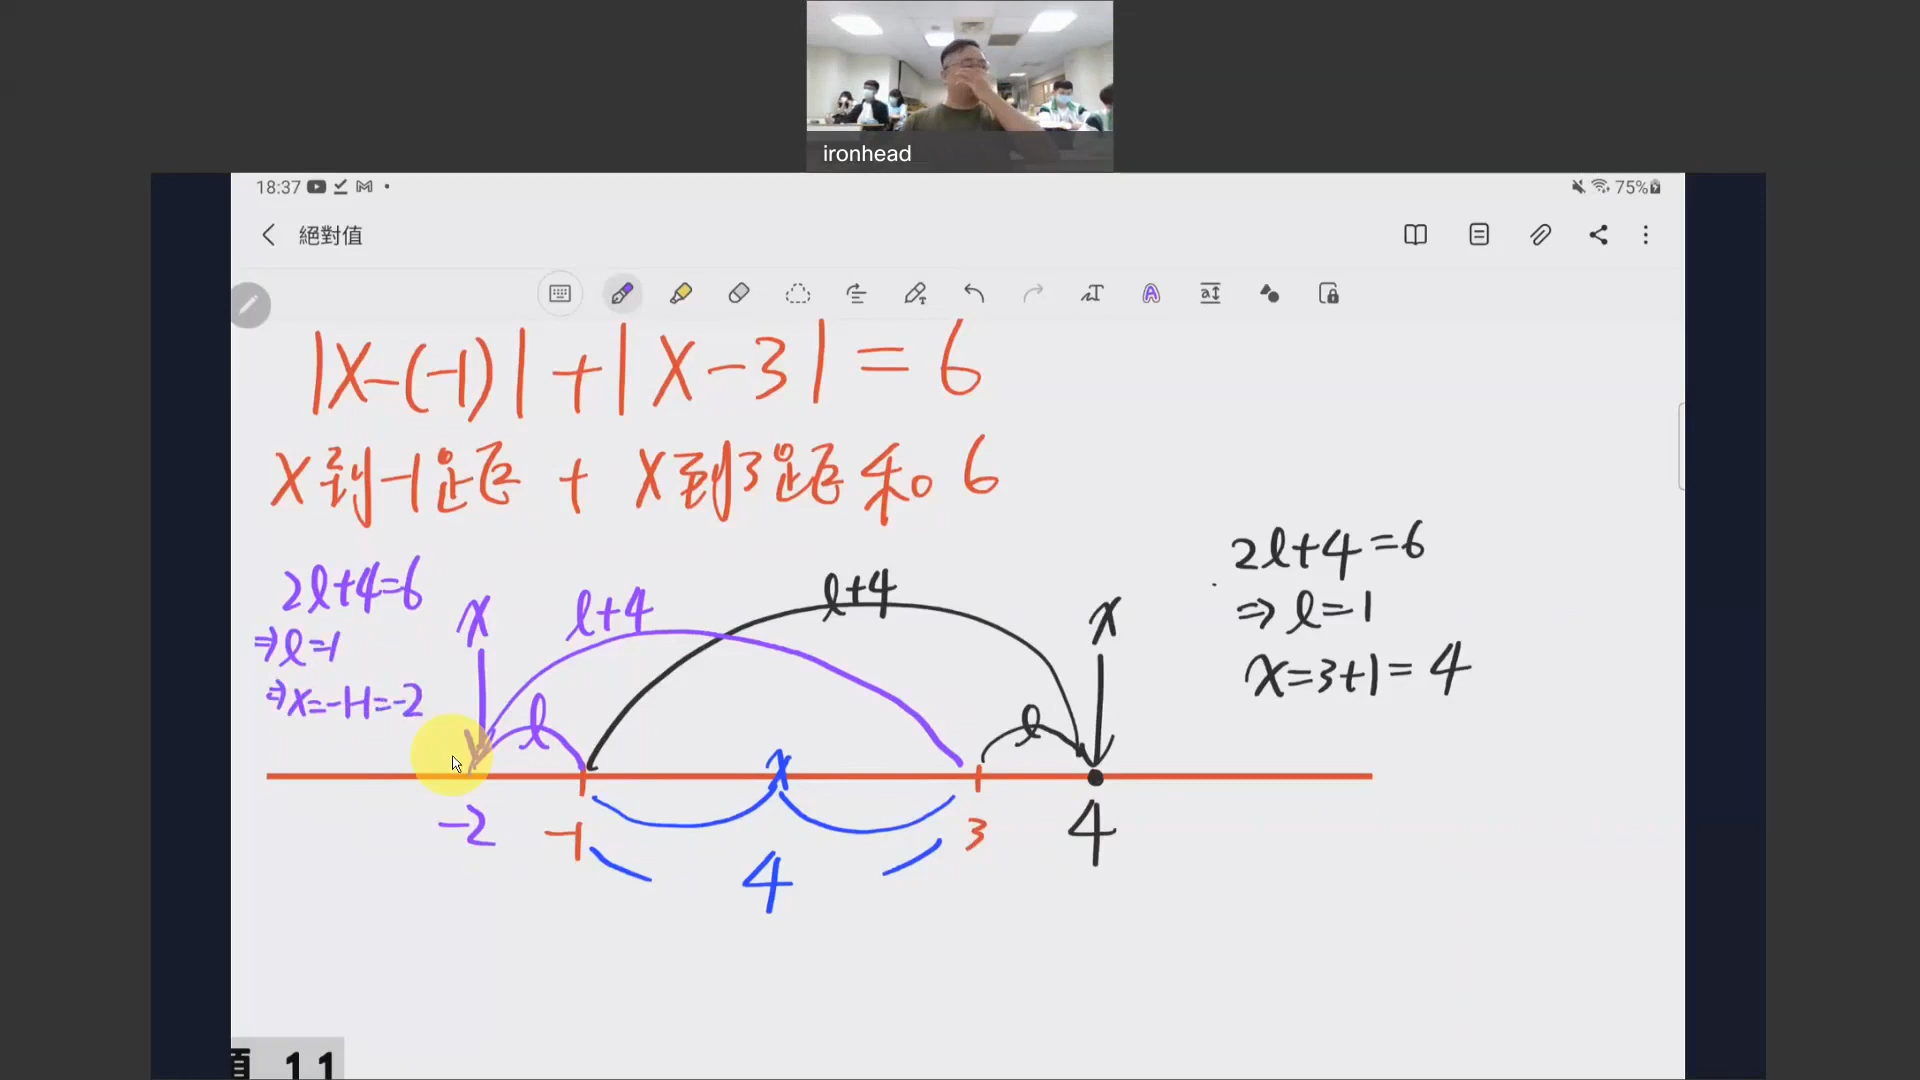 ironhead
18:37
75%
絕對值
|X-(-1)|+|X-3|=6
X到-1距 + X到3距和6
2l+4=6
⇒l=1
⇒x=-1-1=-2
x
l+4
l+4
x
2l+4=6
⇒l=1
x=3+1=4
l
l
x
-2
-1
3
4
4
11